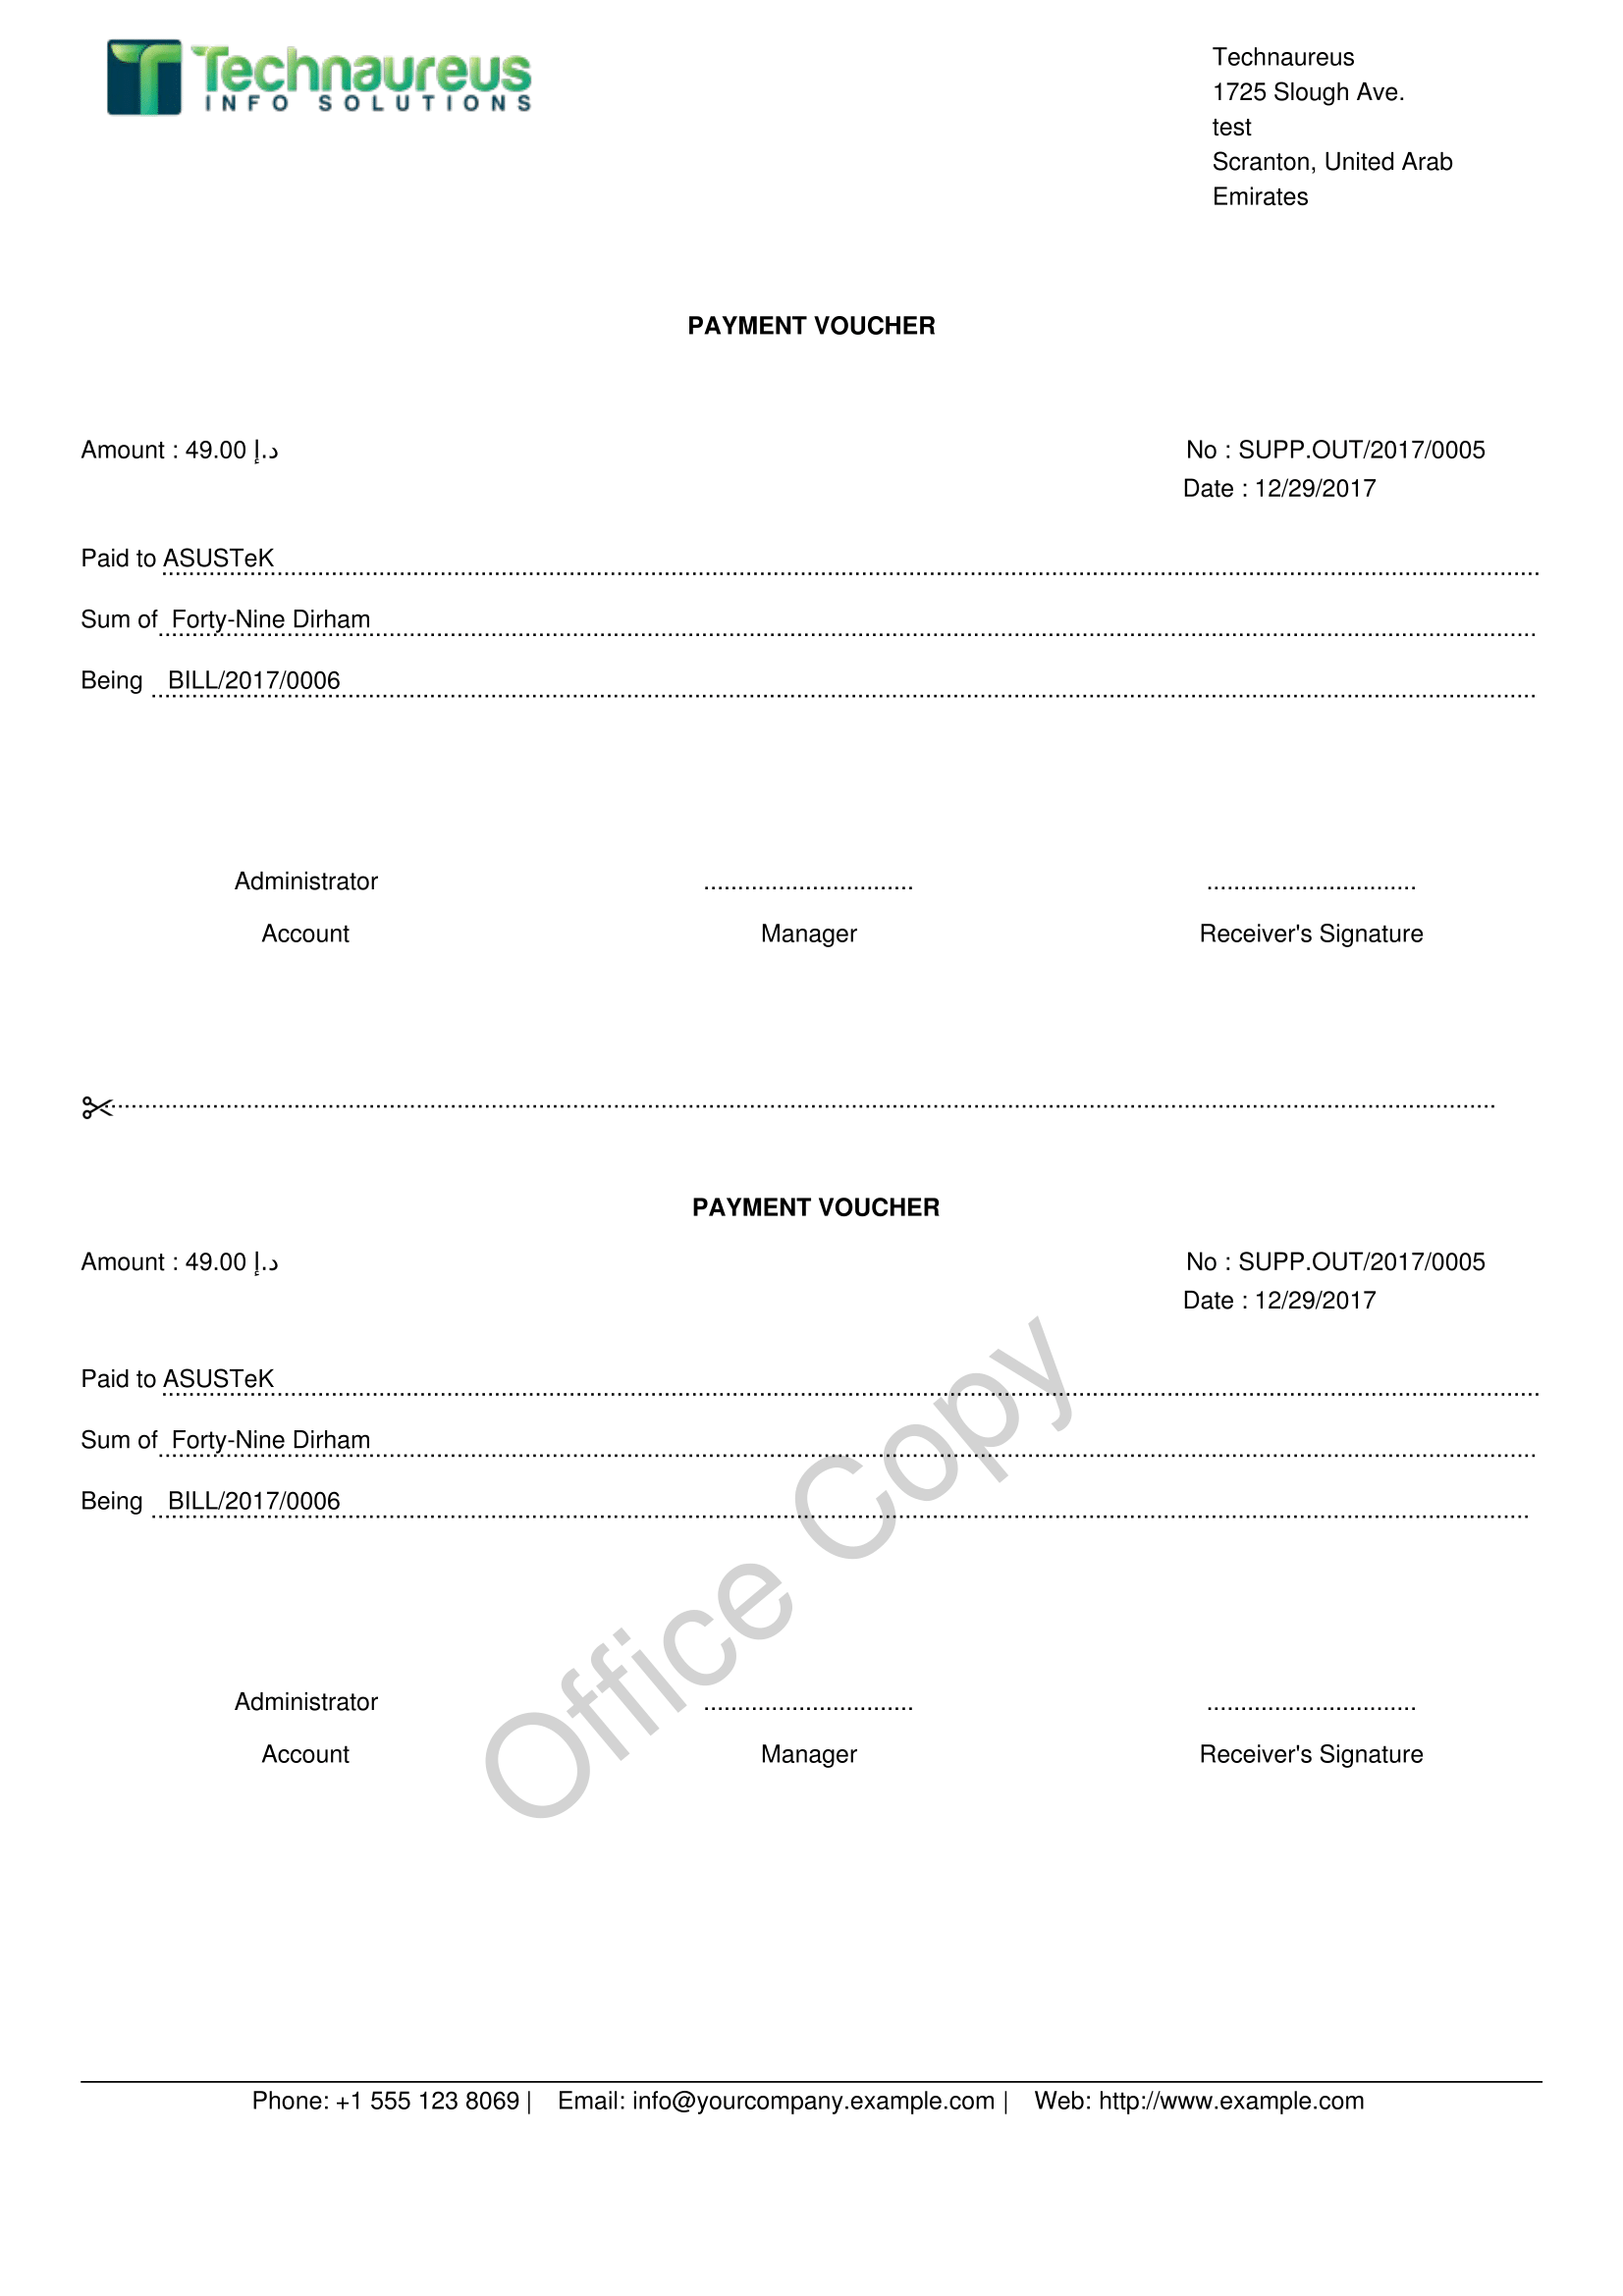 Technaureus
INFO SOLUTIONS
Technaureus
1725 Slough Ave.
test
Scranton, United Arab
Emirates
PAYMENT VOUCHER
Amount : 49.00 د.إ
No : SUPP.OUT/2017/0005
Date : 12/29/2017
Paid to ASUSTeK
Sum of Forty-Nine Dirham
Being BILL/2017/0006
Administrator
Account
Manager
Receiver's Signature
PAYMENT VOUCHER
Amount : 49.00 د.إ
No : SUPP.OUT/2017/0005
Date : 12/29/2017
Paid to ASUSTeK
Sum of Forty-Nine Dirham
Being BILL/2017/0006
Office Copy
Administrator
Account
Manager
Receiver's Signature
Phone: +1 555 123 8069 | Email: info@yourcompany.example.com | Web: http://www.example.com